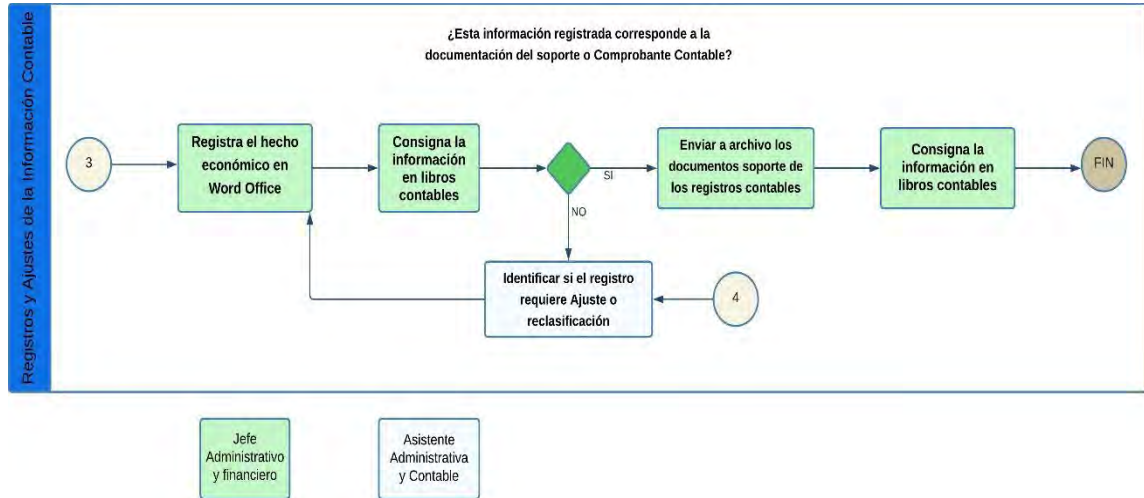 Registros y Ajustes de la Información Contable
¿Esta información registrada corresponde a la
documentación del soporte o Comprobante Contable?
3
Registra el hecho
económico en
Word Office
Consigna la
información
en libros
contables
SI
NO
Enviar a archivo los
documentos soporte de
los registros contables
Consigna la
información en
libros contables
FIN
Identificar si el registro
requiere Ajuste o
reclasificación
4
Jefe
Administrativo
y financiero
Asistente
Administrativa
y Contable